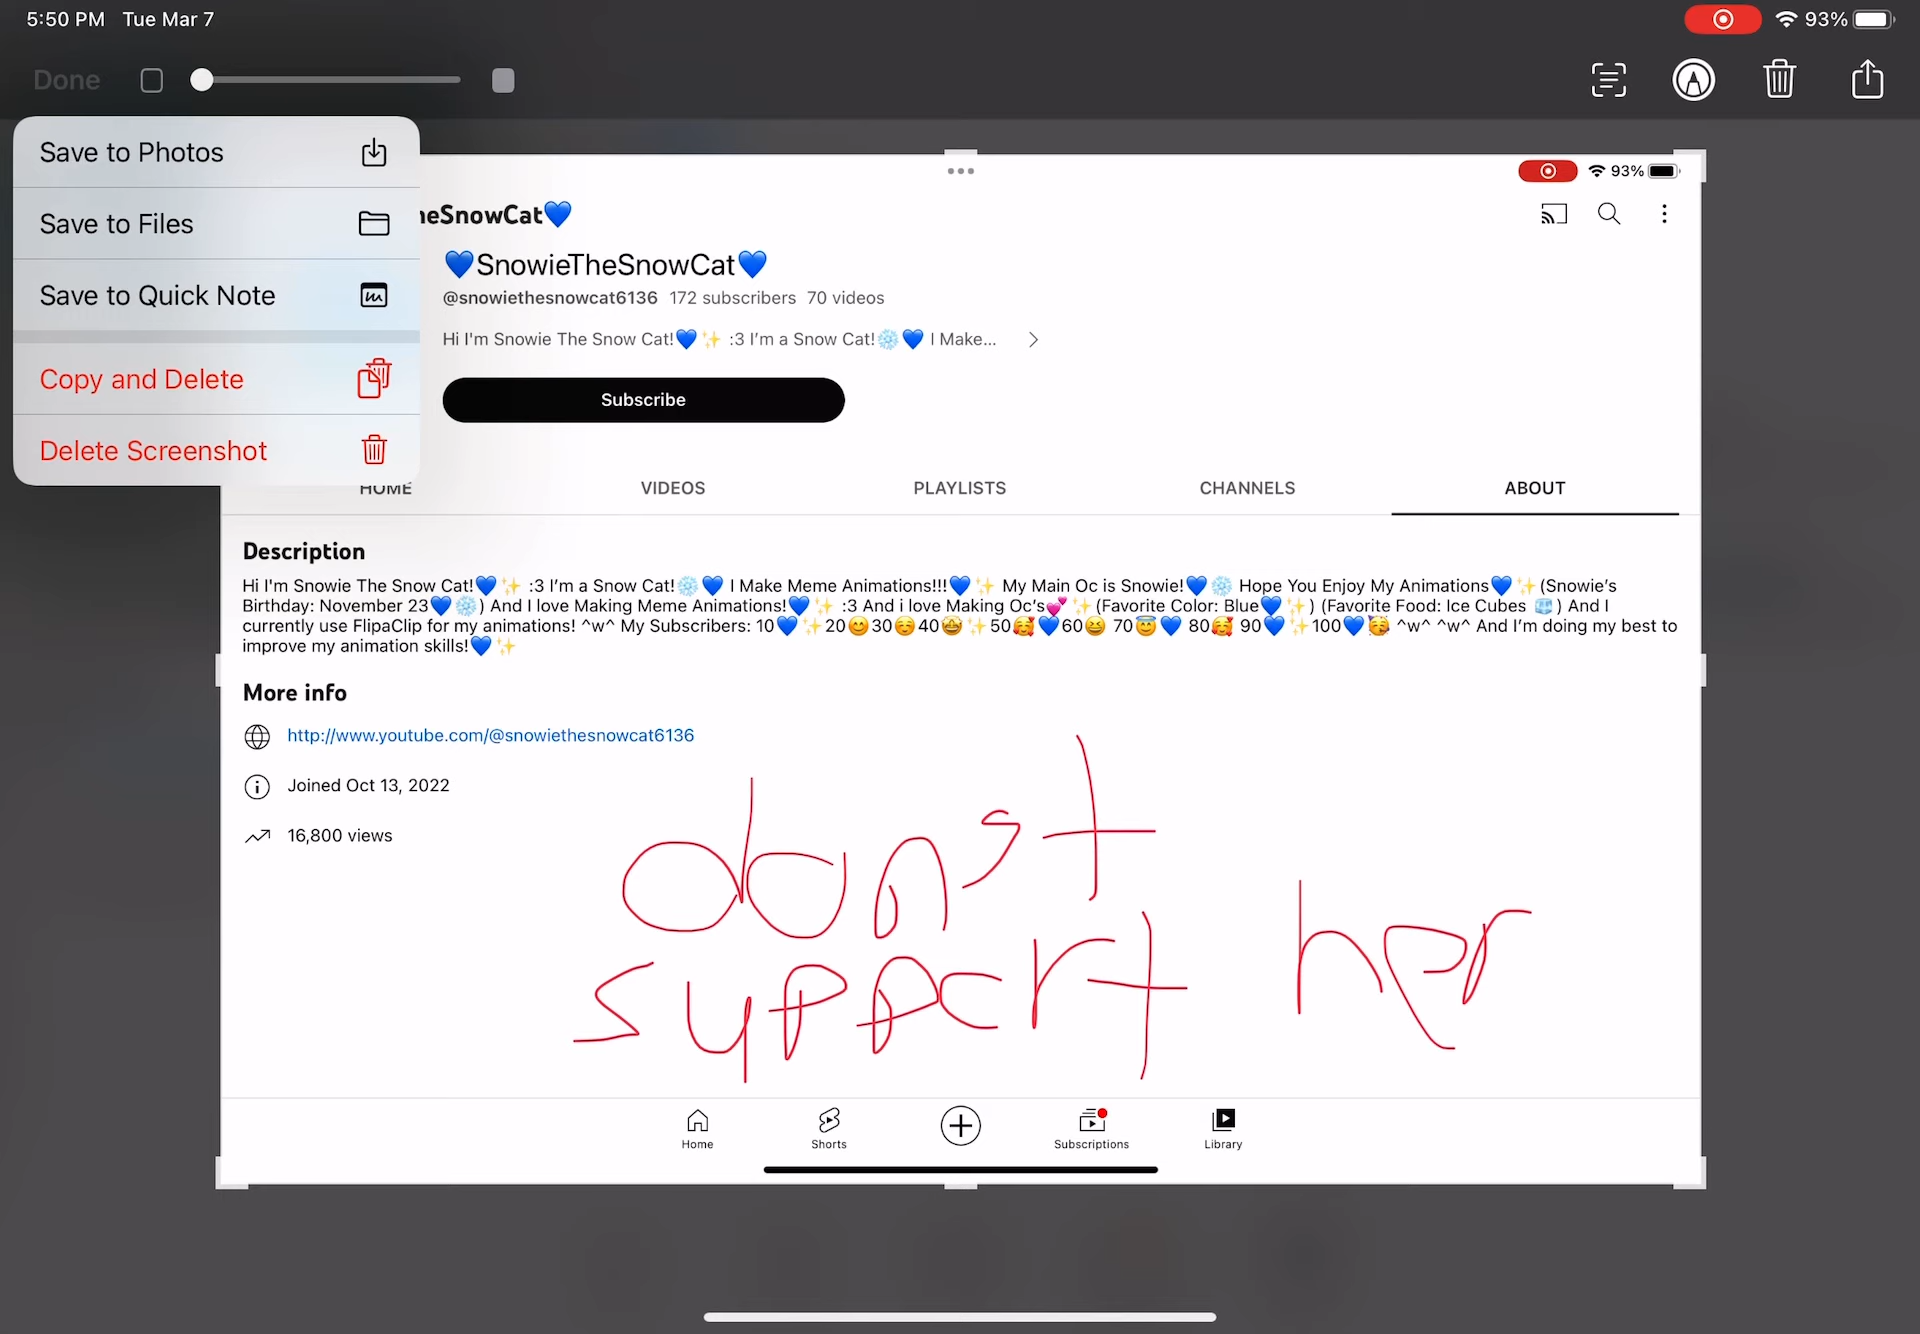 5:50 PM Tue Mar 7 93%
Done
Save to Photos
Save to Files
Save to Quick Note
Copy and Delete
Delete Screenshot
93%
heSnowCat💙
💙SnowieTheSnowCat💙
@snowiethesnowcat6136 172 subscribers 70 videos
Hi I'm Snowie The Snow Cat!💙✨ :3 I'm a Snow Cat!❄️💙 I Make...
Subscribe
HOME VIDEOS PLAYLISTS CHANNELS ABOUT
Description
Hi I'm Snowie The Snow Cat!💙✨ :3 I'm a Snow Cat!❄️💙 I Make Meme Animations!!!💙✨ My Main Oc is Snowie!💙❄️ Hope You Enjoy My Animations💙✨(Snowie's
Birthday: November 23💙❄️) And I love Making Meme Animations!💙✨ :3 And i love Making Oc's💕✨(Favorite Color: Blue💙✨) (Favorite Food: Ice Cubes 🧊) And I
currently use FlipaClip for my animations! ^w^ My Subscribers: 10💙✨20😊30☺️40🤩✨50🥰💙60😆 70😇💙 80🥰 90💙✨100💙🥳 ^w^ ^w^ And I'm doing my best to
improve my animation skills!💙✨
More info
http://www.youtube.com/@snowiethesnowcat6136
Joined Oct 13, 2022
16,800 views
don't
support her
Home Shorts Subscriptions Library